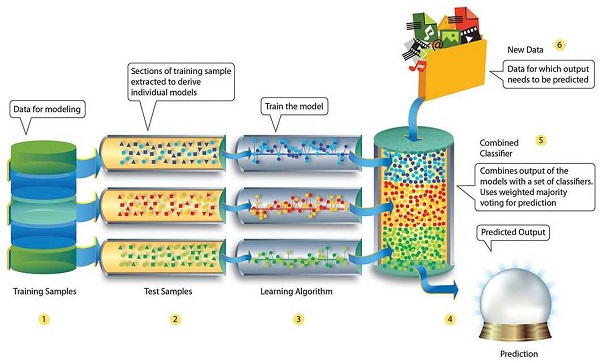 6
New Data
Data for which output
needs to be predicted
Sections of training sample
extracted to derive
individual models
Data for modeling
Train the model
Combined
Classifier
5
Combines output of the
models with a set of classifiers.
Uses weighted majority
voting for prediction
Predicted Output
Training Samples
Test Samples
Learning Algorithm
1
2
3
4
Prediction